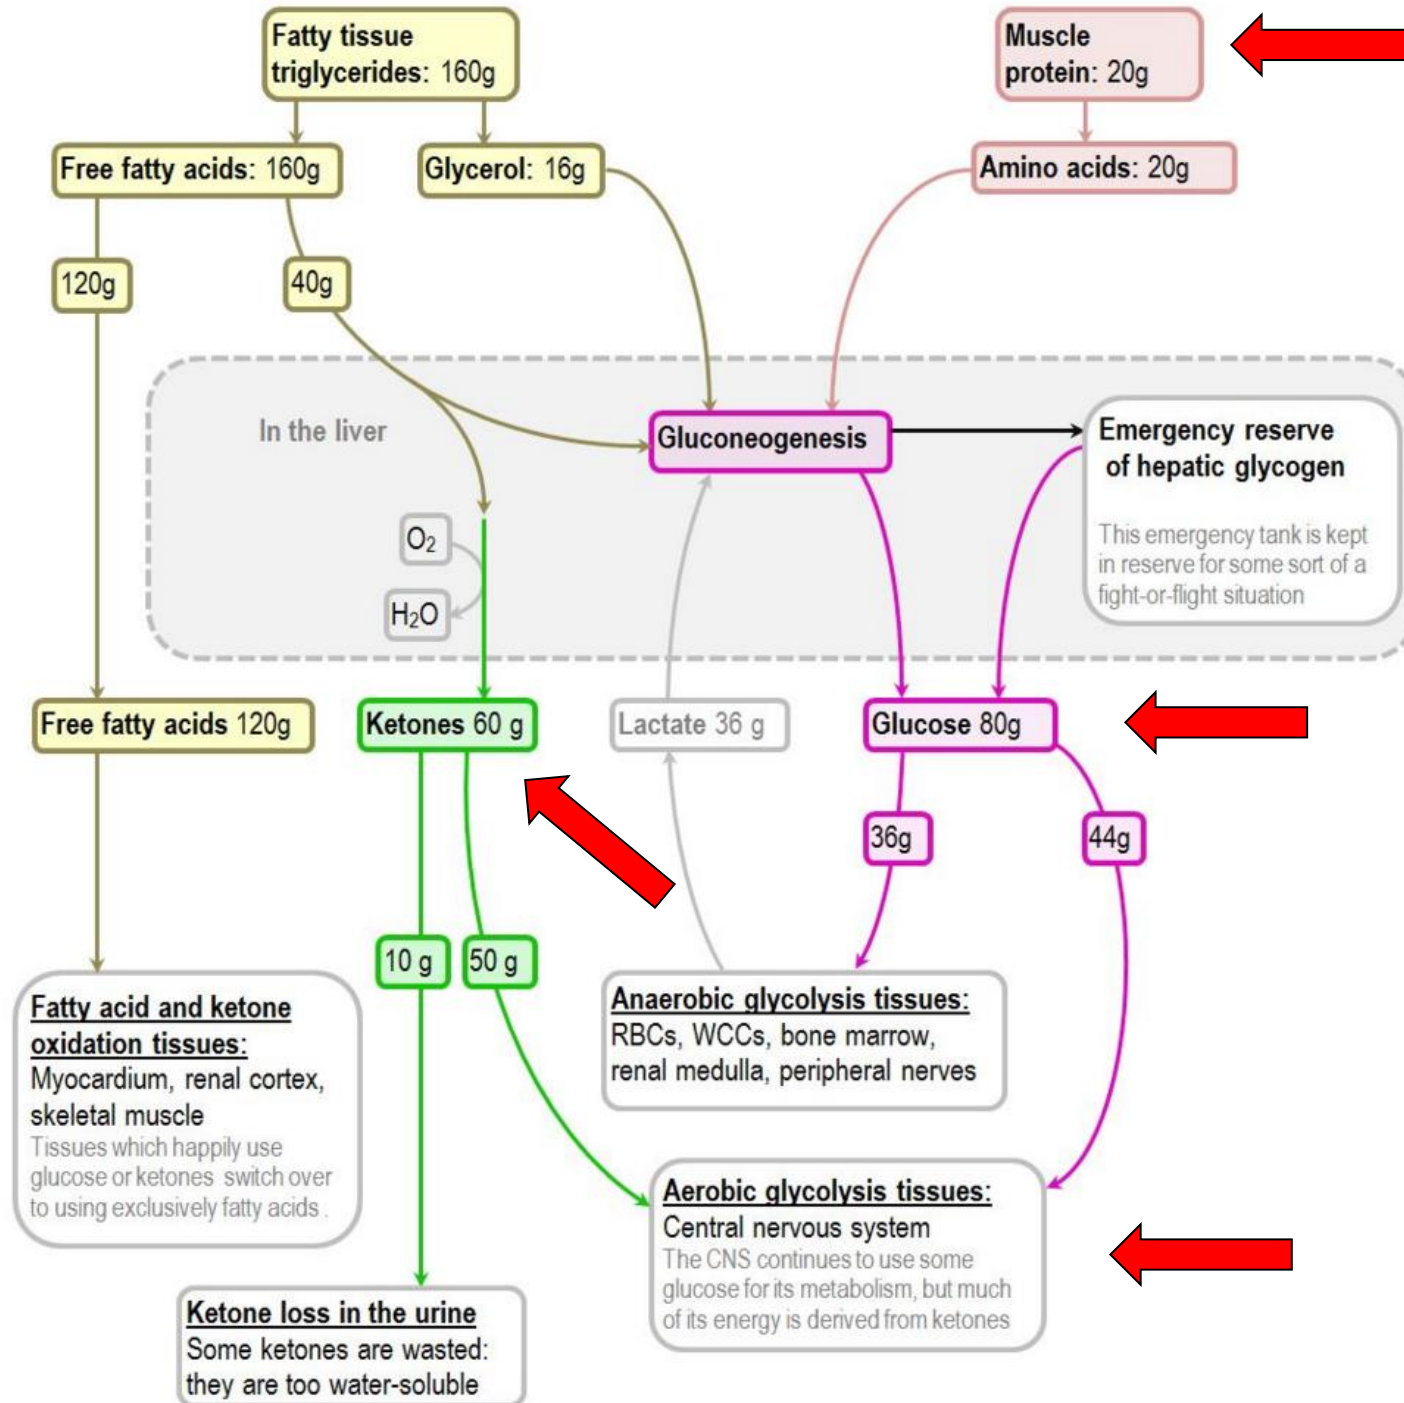 Fatty tissue
triglycerides: 160g
Muscle
protein: 20g
Free fatty acids: 160g
Glycerol: 16g
Amino acids: 20g
120g
40g
In the liver
Gluconeogenesis
Emergency reserve
of hepatic glycogen
This emergency tank is kept
in reserve for some sort of a
fight-or-flight situation
O₂
H₂O
Free fatty acids 120g
Ketones 60 g
Lactate 36 g
Glucose 80g
36g
44g
10 g
50 g
Fatty acid and ketone
oxidation tissues:
Myocardium, renal cortex,
skeletal muscle
Tissues which happily use
glucose or ketones switch over
to using exclusively fatty acids .
Anaerobic glycolysis tissues:
RBCs, WCCs, bone marrow,
renal medulla, peripheral nerves
Aerobic glycolysis tissues:
Central nervous system
The CNS continues to use some
glucose for its metabolism, but much
of its energy is derived from ketones
Ketone loss in the urine
Some ketones are wasted:
they are too water-soluble